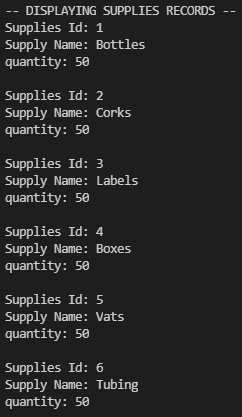 -- DISPLAYING SUPPLIES RECORDS --
Supplies Id: 1
Supply Name: Bottles
quantity: 50
Supplies Id: 2
Supply Name: Corks
quantity: 50
Supplies Id: 3
Supply Name: Labels
quantity: 50
Supplies Id: 4
Supply Name: Boxes
quantity: 50
Supplies Id: 5
Supply Name: Vats
quantity: 50
Supplies Id: 6
Supply Name: Tubing
quantity: 50